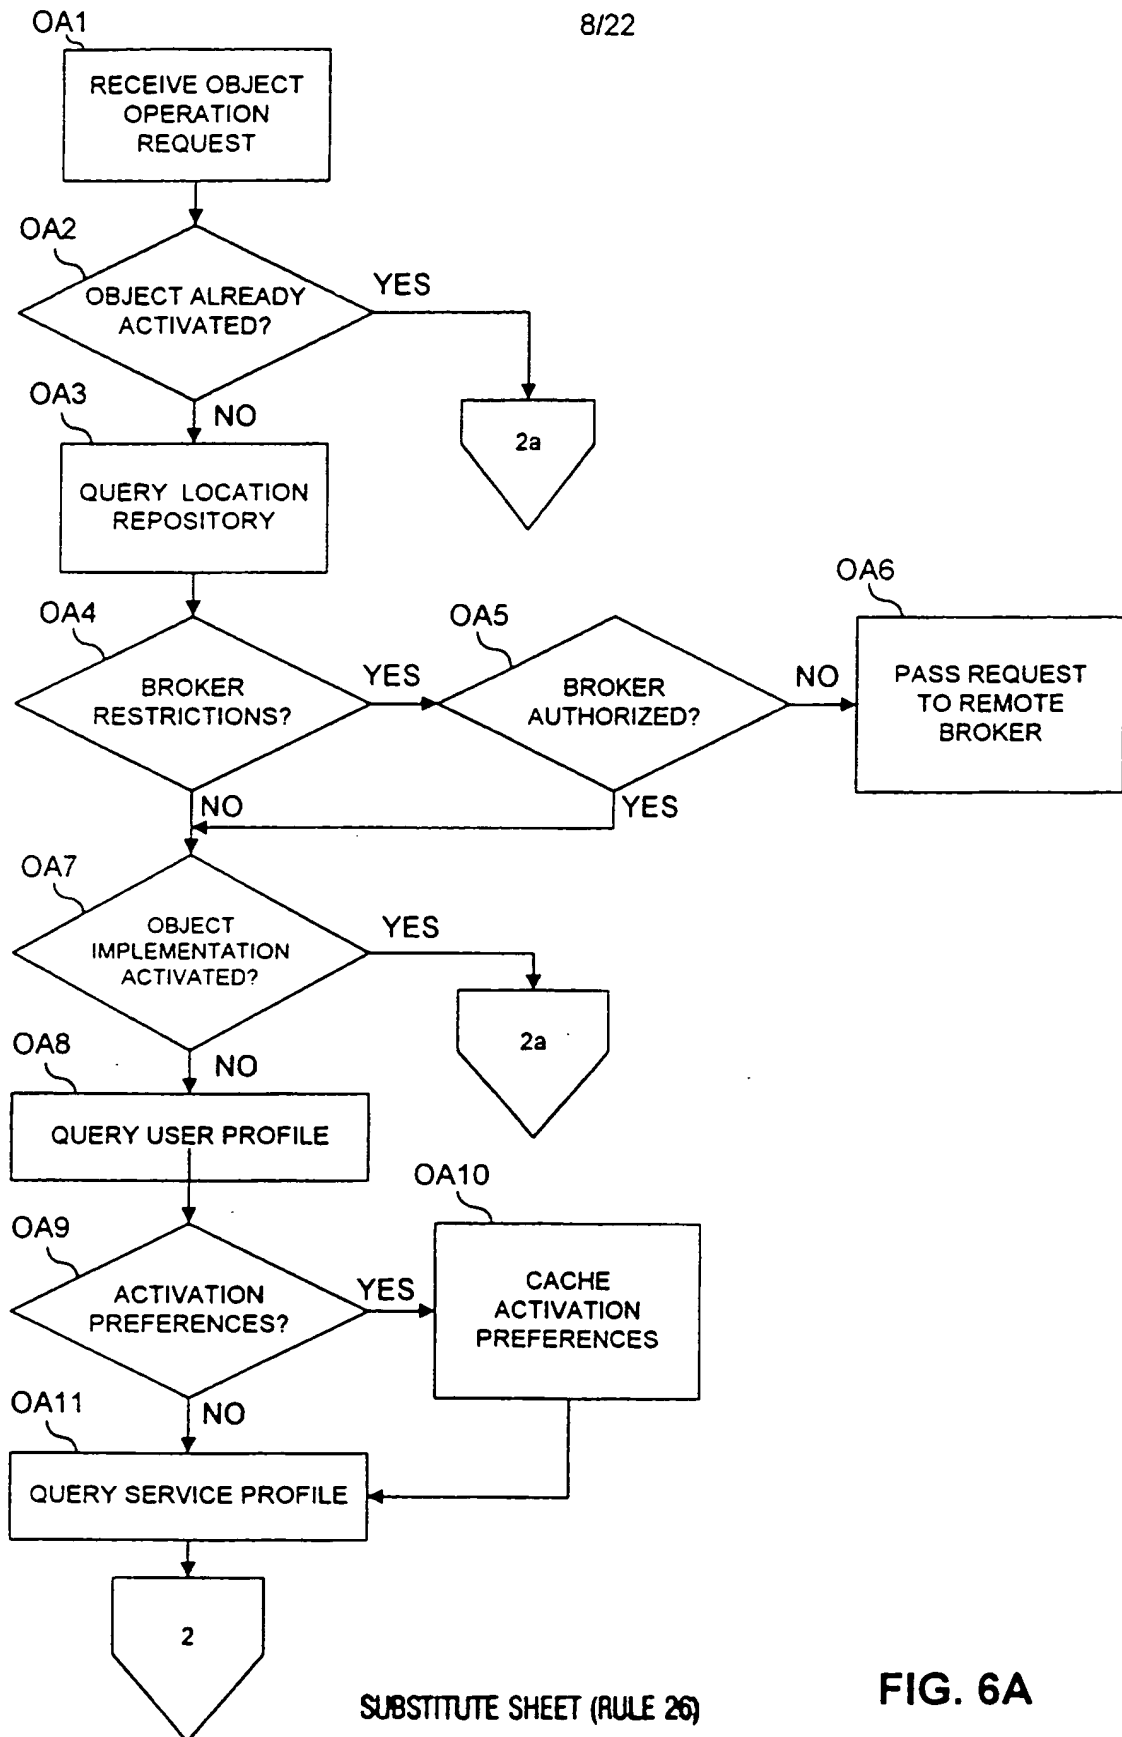 8/22
OA1
RECEIVE OBJECT
OPERATION
REQUEST
OA2
OBJECT ALREADY
ACTIVATED?
YES
NO
2a
OA3
QUERY LOCATION
REPOSITORY
OA4
BROKER
RESTRICTIONS?
YES
NO
OA5
BROKER
AUTHORIZED?
NO
YES
OA6
PASS REQUEST
TO REMOTE
BROKER
OA7
OBJECT
IMPLEMENTATION
ACTIVATED?
YES
NO
2a
OA8
QUERY USER PROFILE
OA9
ACTIVATION
PREFERENCES?
YES
NO
OA10
CACHE
ACTIVATION
PREFERENCES
OA11
QUERY SERVICE PROFILE
2
SUBSTITUTE SHEET (RULE 26)
FIG. 6A